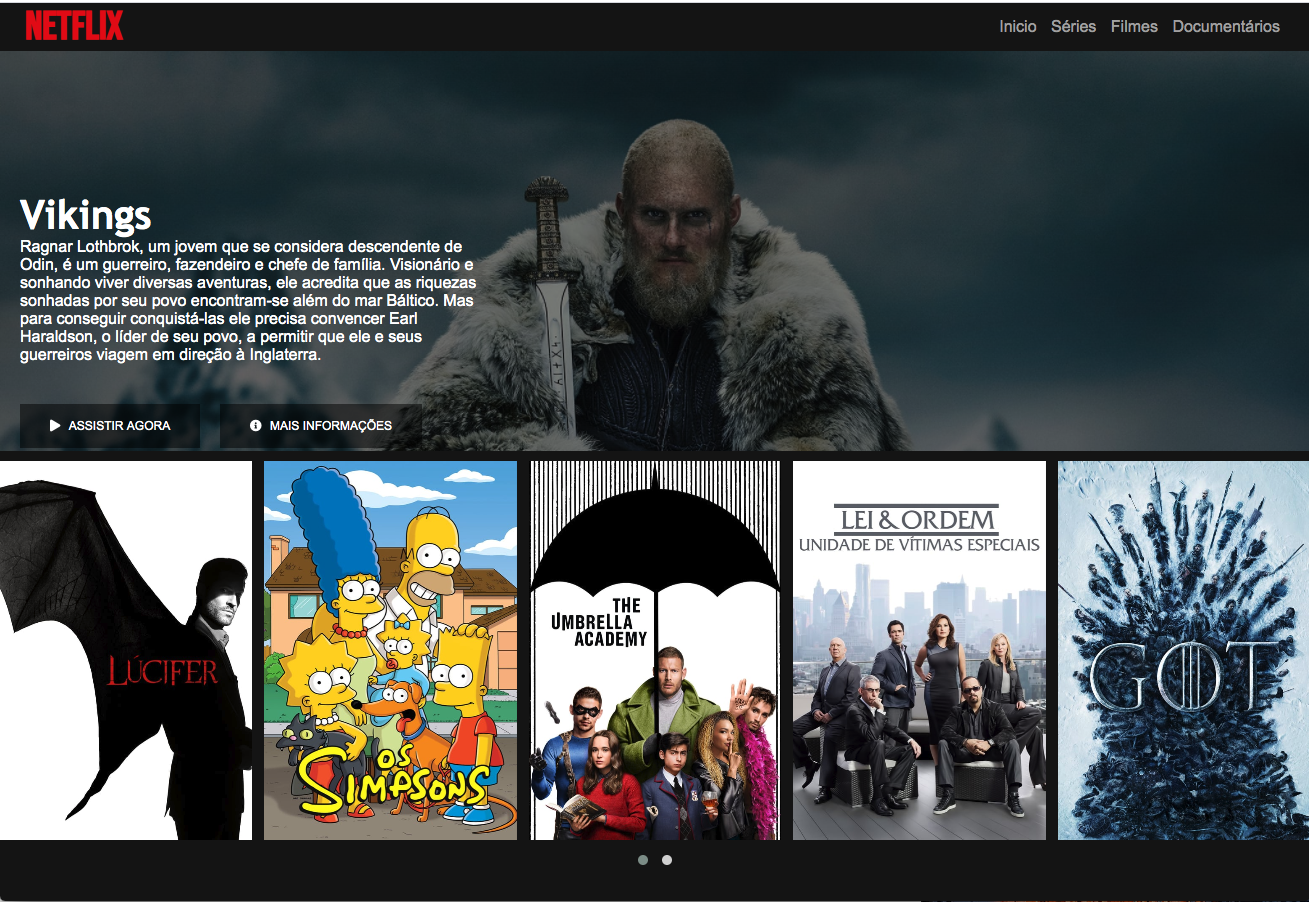 NETFLIX
Inicio Séries Filmes Documentários
Vikings
Ragnar Lothbrok, um jovem que se considera descendente de
Odin, é um guerreiro, fazendeiro e chefe de família. Visionário e
sonhando viver diversas aventuras, ele acredita que as riquezas
sonhadas por seu povo encontram-se além do mar Báltico. Mas
para conseguir conquistá-las ele precisa convencer Earl
Haraldson, o líder de seu povo, a permitir que ele e seus
guerreiros viagem em direção à Inglaterra.
ASSISTIR AGORA
MAIS INFORMAÇÕES
LÚCIFER
OS
SIMPSONS
THE
UMBRELLA
ACADEMY
LEI & ORDEM
UNIDADE DE VÍTIMAS ESPECIAIS
GOT